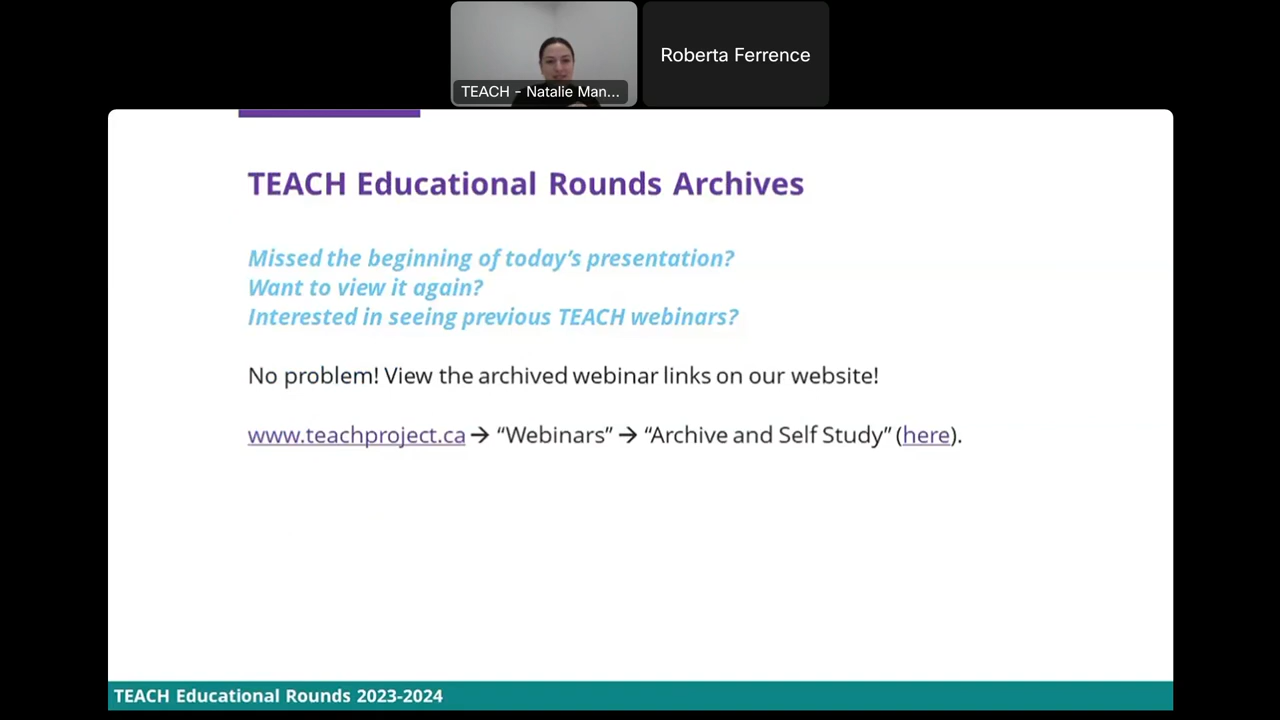 TEACH - Natalie Man...
Roberta Ferrence
TEACH Educational Rounds Archives
Missed the beginning of today’s presentation?
Want to view it again?
Interested in seeing previous TEACH webinars?
No problem! View the archived webinar links on our website!
www.teachproject.ca → “Webinars” → “Archive and Self Study” (here).
TEACH Educational Rounds 2023-2024